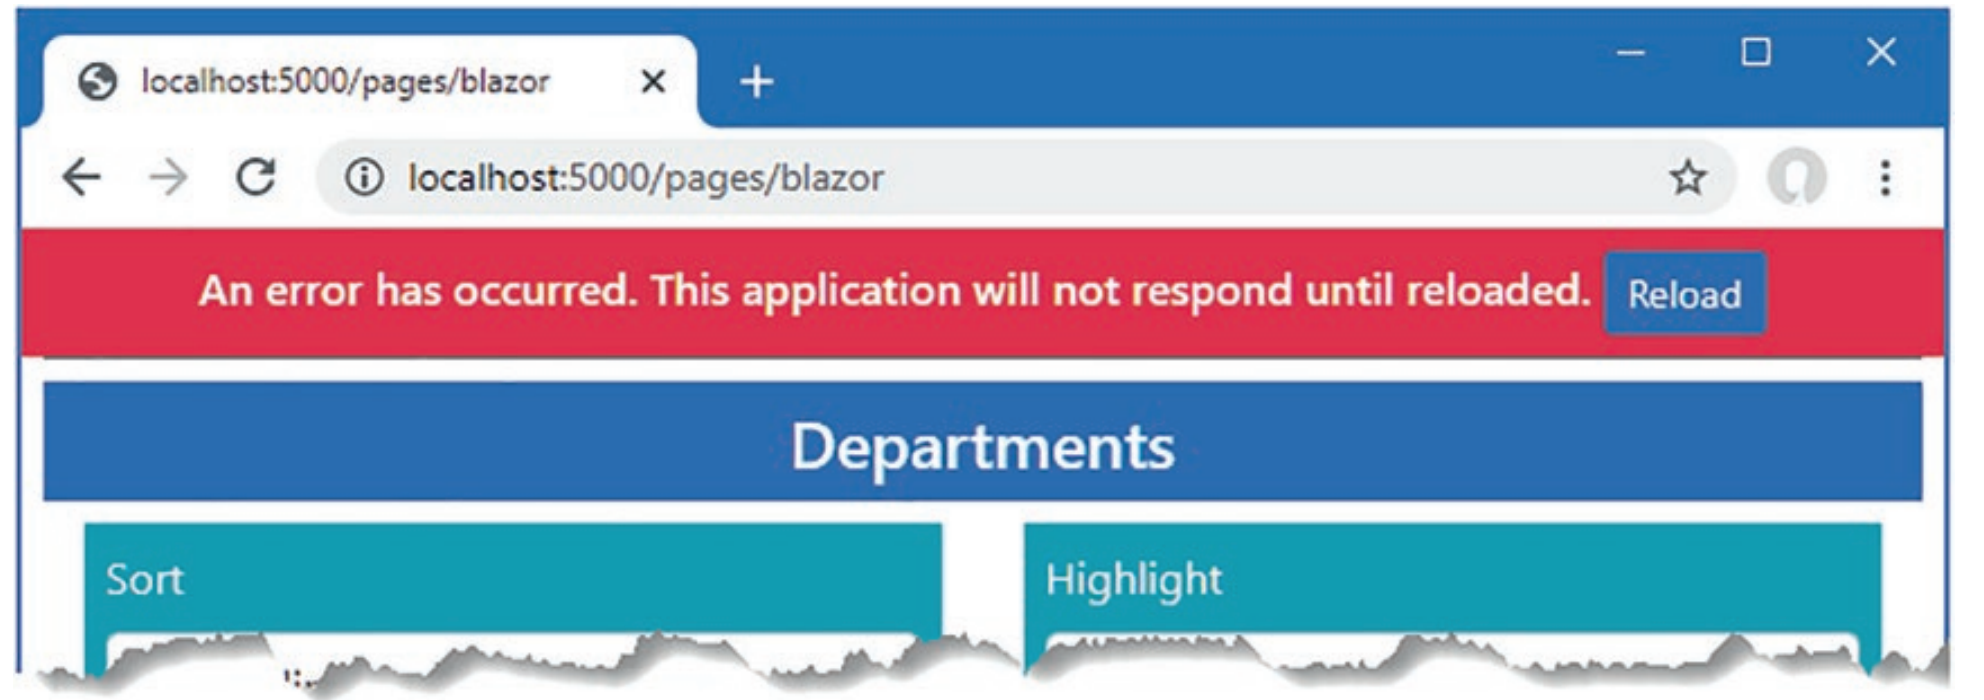 localhost:5000/pages/blazor
localhost:5000/pages/blazor
An error has occurred. This application will not respond until reloaded. Reload
Departments
Sort Highlight